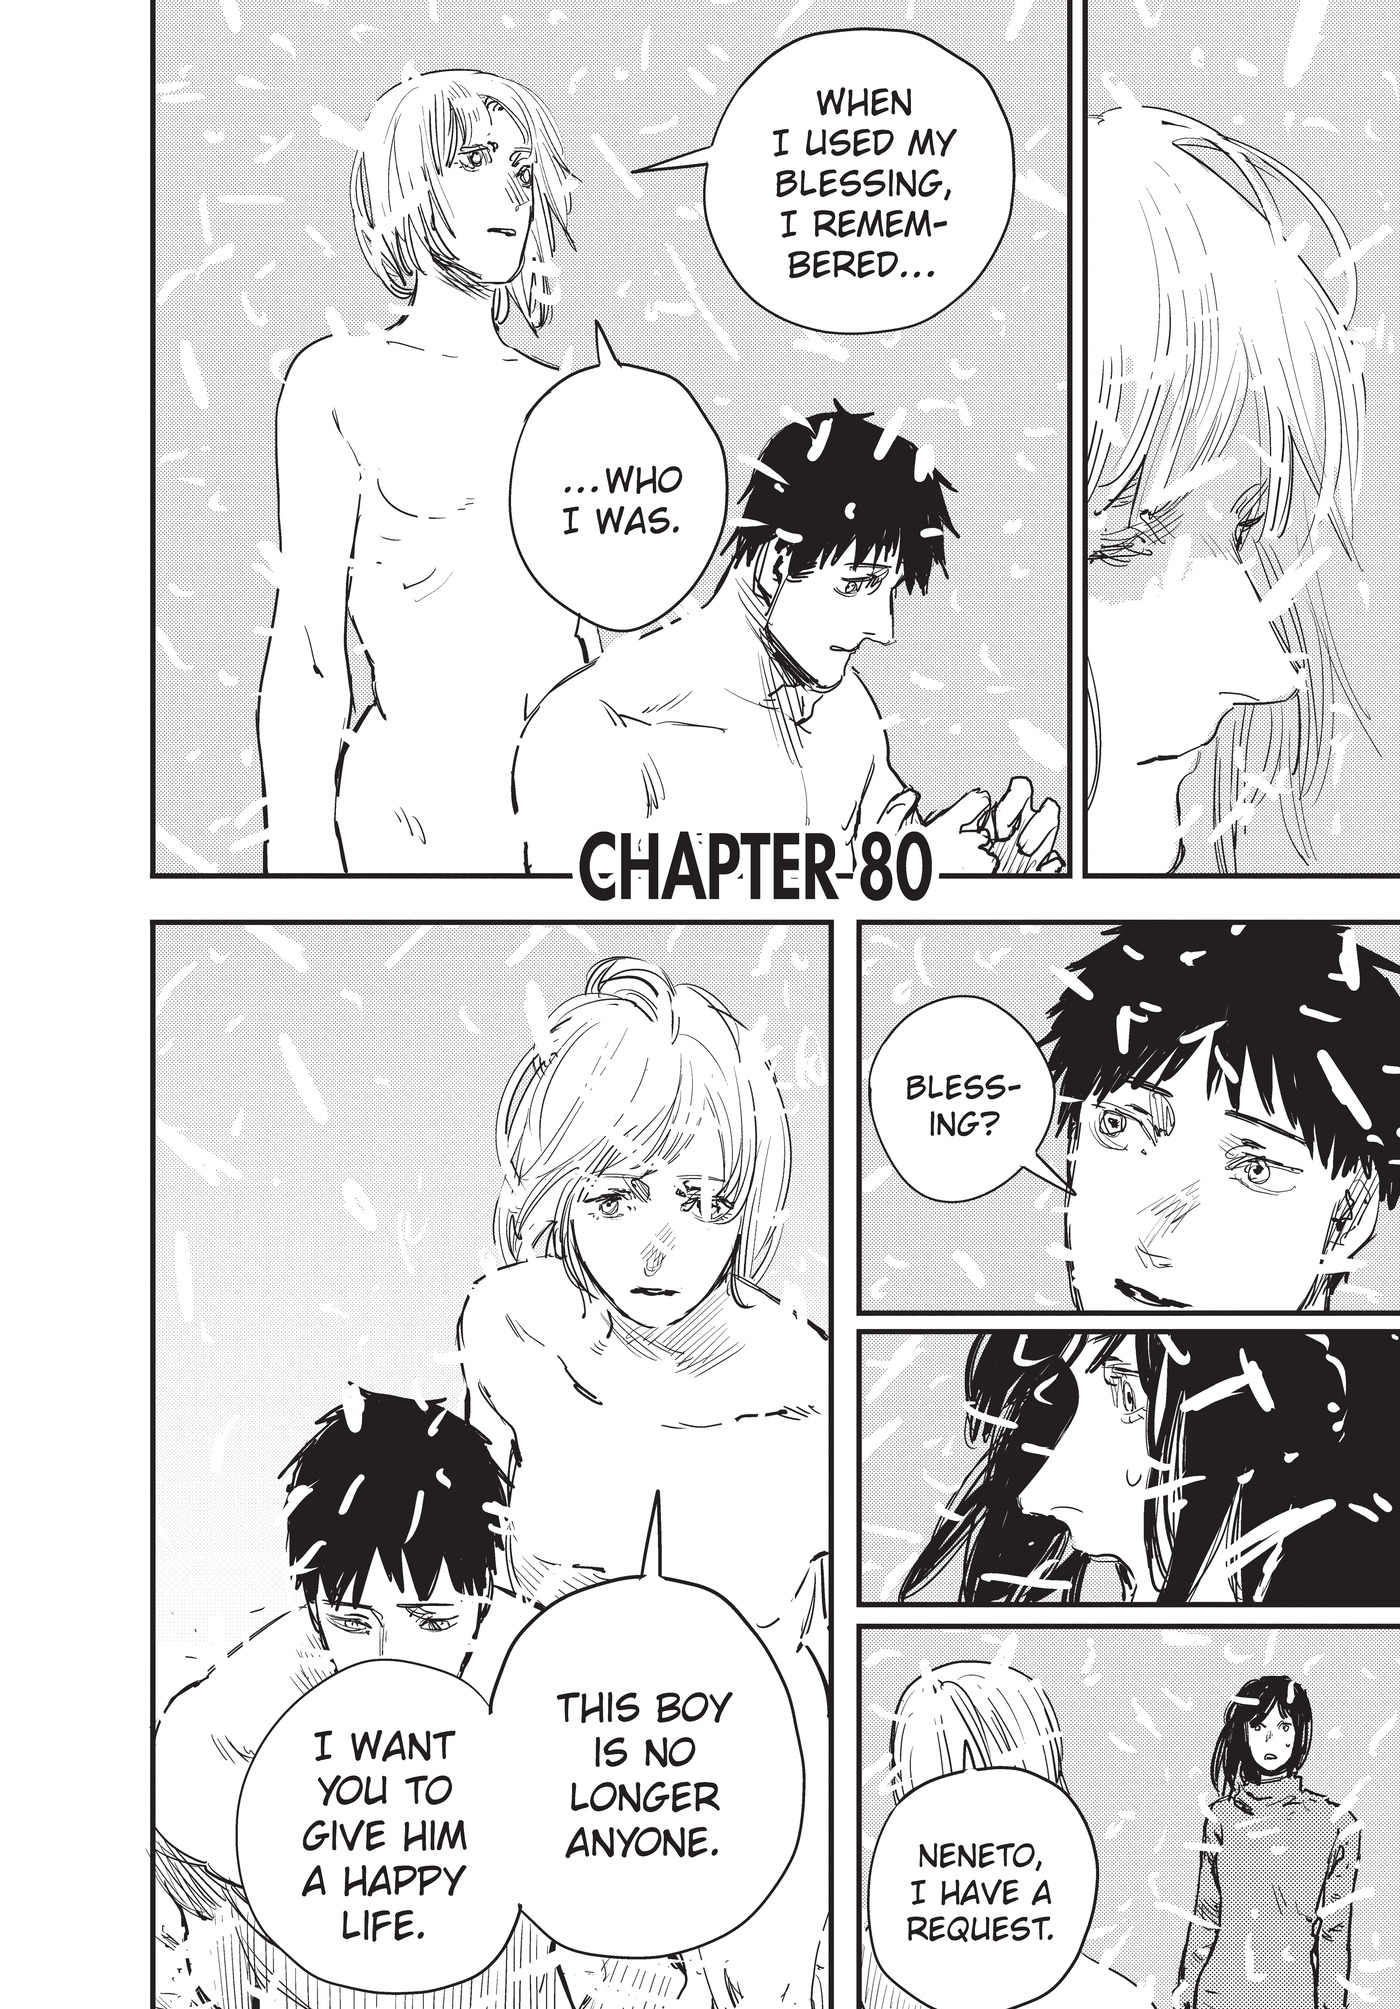 WHEN
I USED MY
BLESSING,
I REMEM-
BERED...
...WHO
I WAS.
CHAPTER 80
BLESS-
ING?
NENETO,
I HAVE A
REQUEST.
THIS BOY
IS NO
LONGER
ANYONE.
I WANT
YOU TO
GIVE HIM
A HAPPY
LIFE.